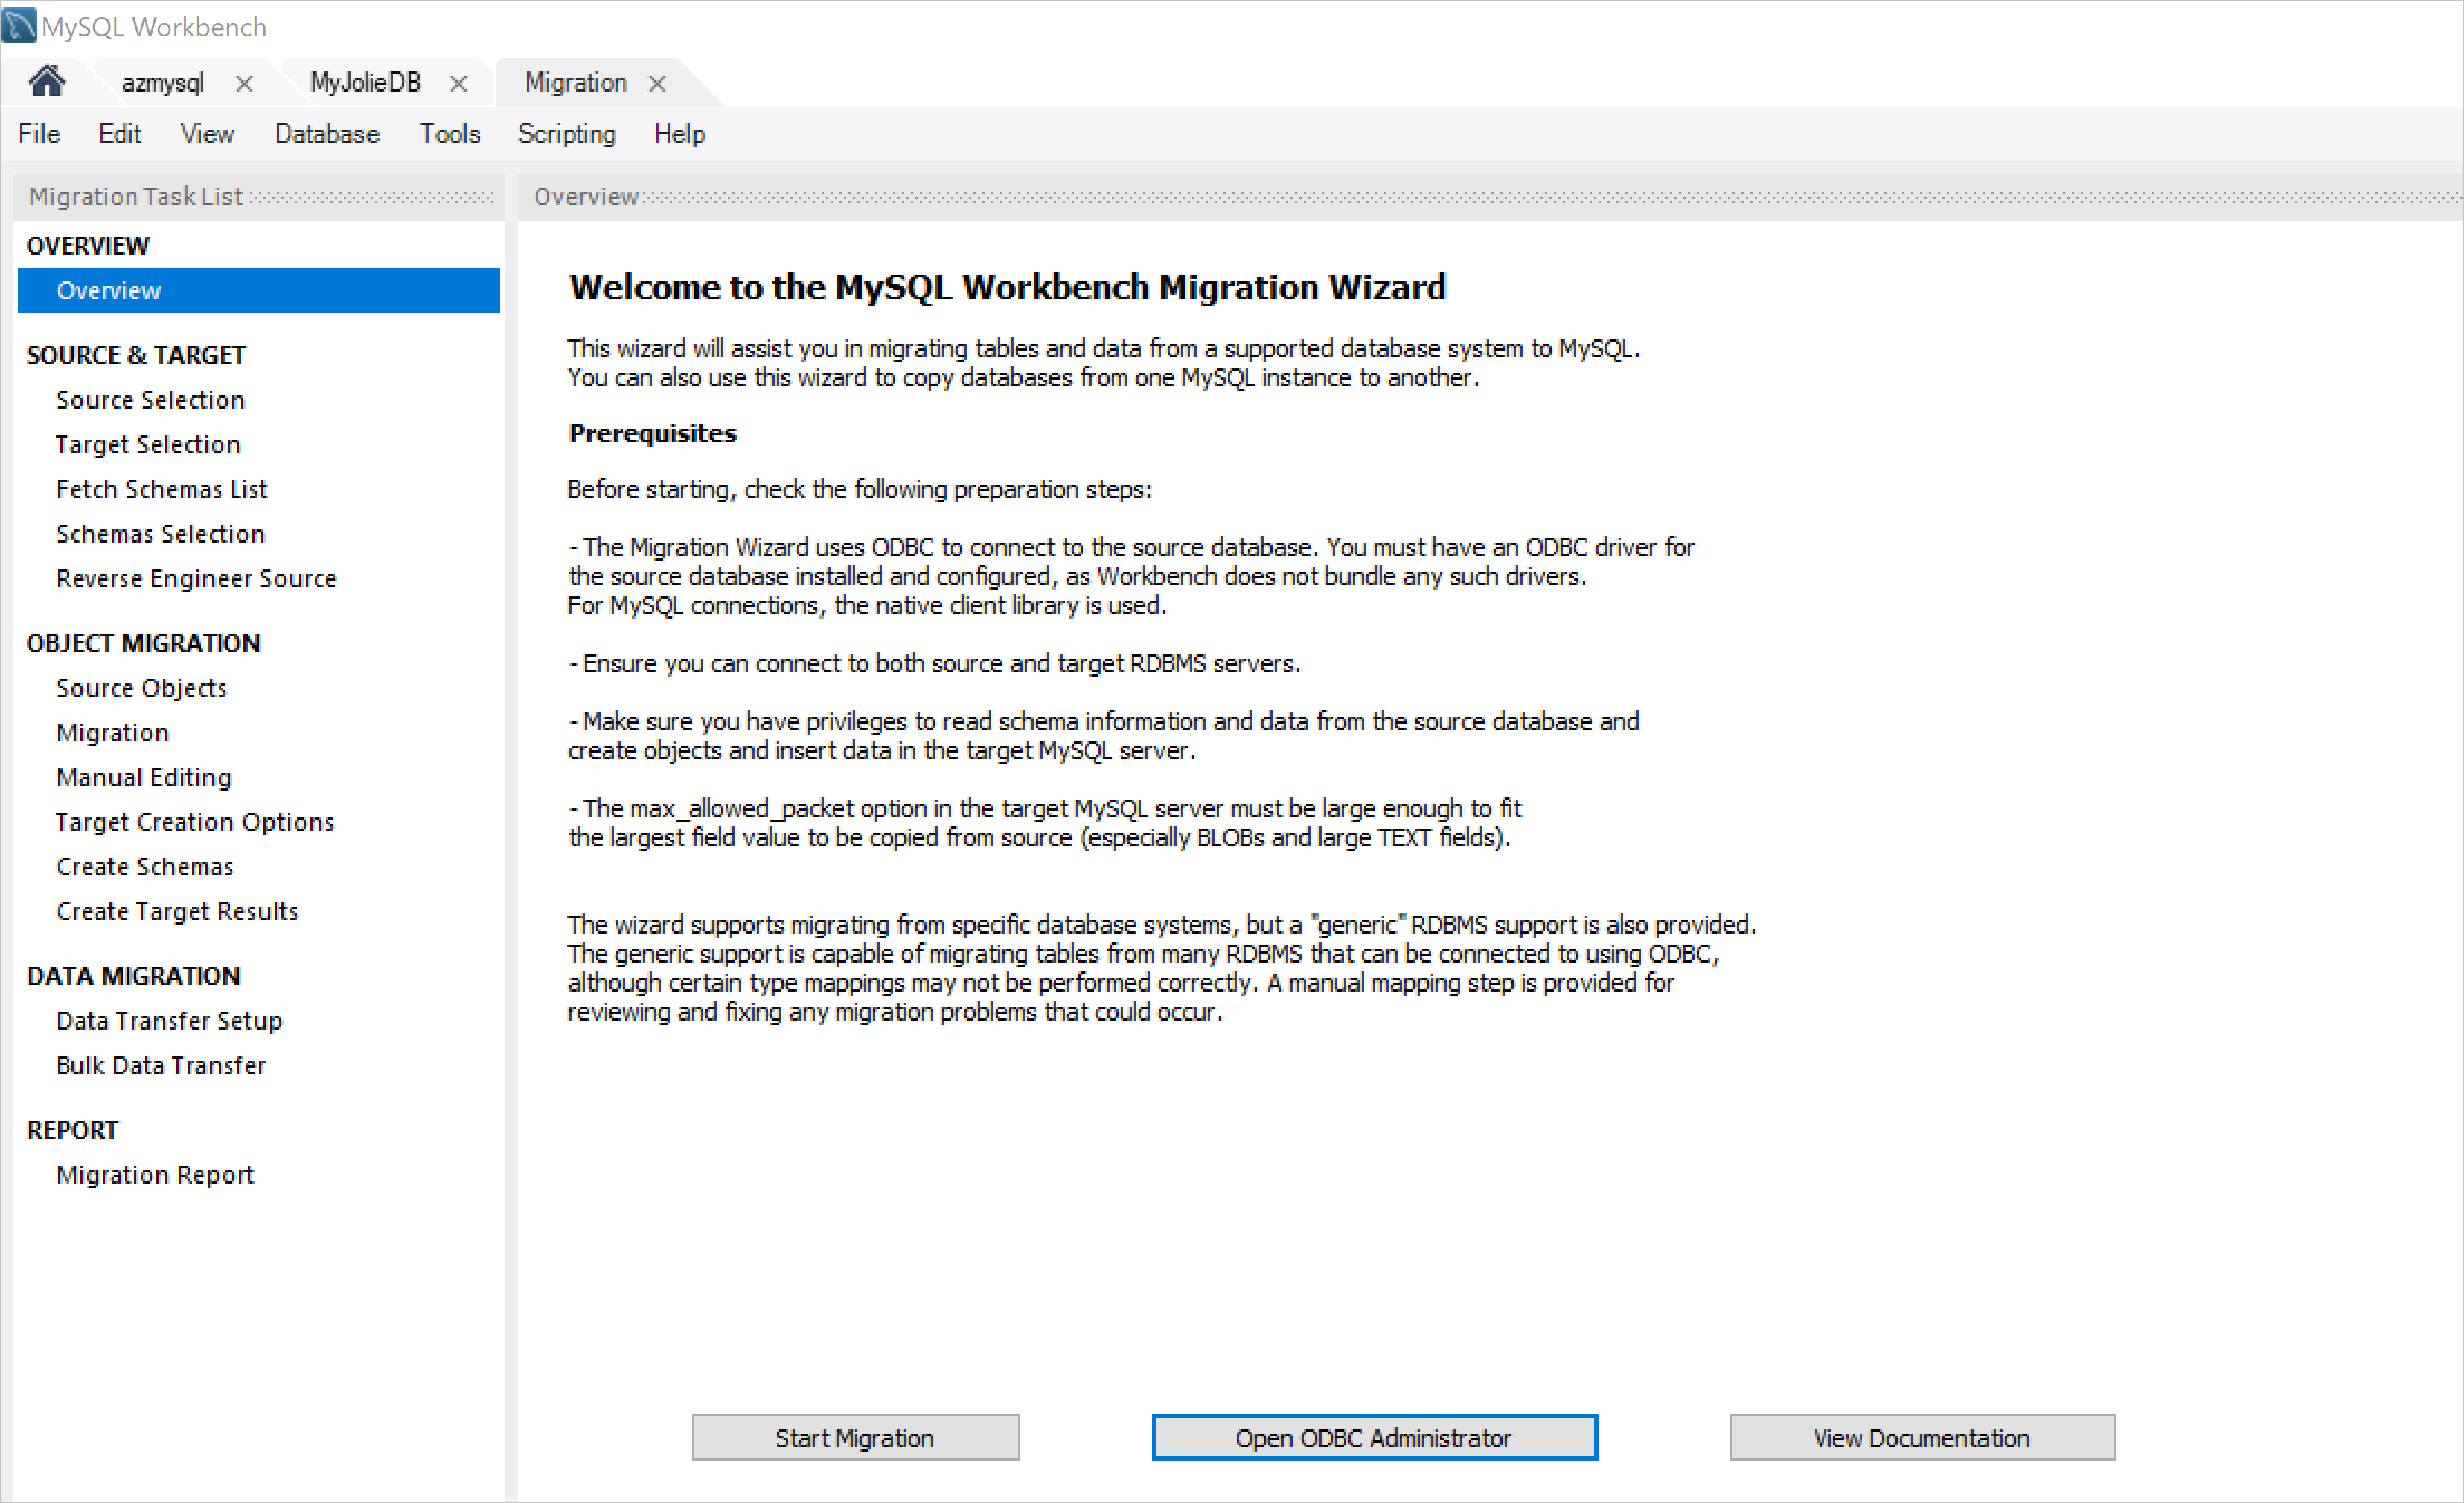 MySQL Workbench
azmysql
MyJolieDB
Migration
File Edit View Database Tools Scripting Help
Migration Task List
OVERVIEW
Overview
SOURCE & TARGET
Source Selection
Target Selection
Fetch Schemas List
Schemas Selection
Reverse Engineer Source
OBJECT MIGRATION
Source Objects
Migration
Manual Editing
Target Creation Options
Create Schemas
Create Target Results
DATA MIGRATION
Data Transfer Setup
Bulk Data Transfer
REPORT
Migration Report
Overview
Welcome to the MySQL Workbench Migration Wizard
This wizard will assist you in migrating tables and data from a supported database system to MySQL.
You can also use this wizard to copy databases from one MySQL instance to another.
Prerequisites
Before starting, check the following preparation steps:
- The Migration Wizard uses ODBC to connect to the source database. You must have an ODBC driver for
the source database installed and configured, as Workbench does not bundle any such drivers.
For MySQL connections, the native client library is used.
- Ensure you can connect to both source and target RDBMS servers.
- Make sure you have privileges to read schema information and data from the source database and
create objects and insert data in the target MySQL server.
- The max_allowed_packet option in the target MySQL server must be large enough to fit
the largest field value to be copied from source (especially BLOBs and large TEXT fields).
The wizard supports migrating from specific database systems, but a "generic" RDBMS support is also provided.
The generic support is capable of migrating tables from many RDBMS that can be connected to using ODBC,
although certain type mappings may not be performed correctly. A manual mapping step is provided for
reviewing and fixing any migration problems that could occur.
Start Migration
Open ODBC Administrator
View Documentation